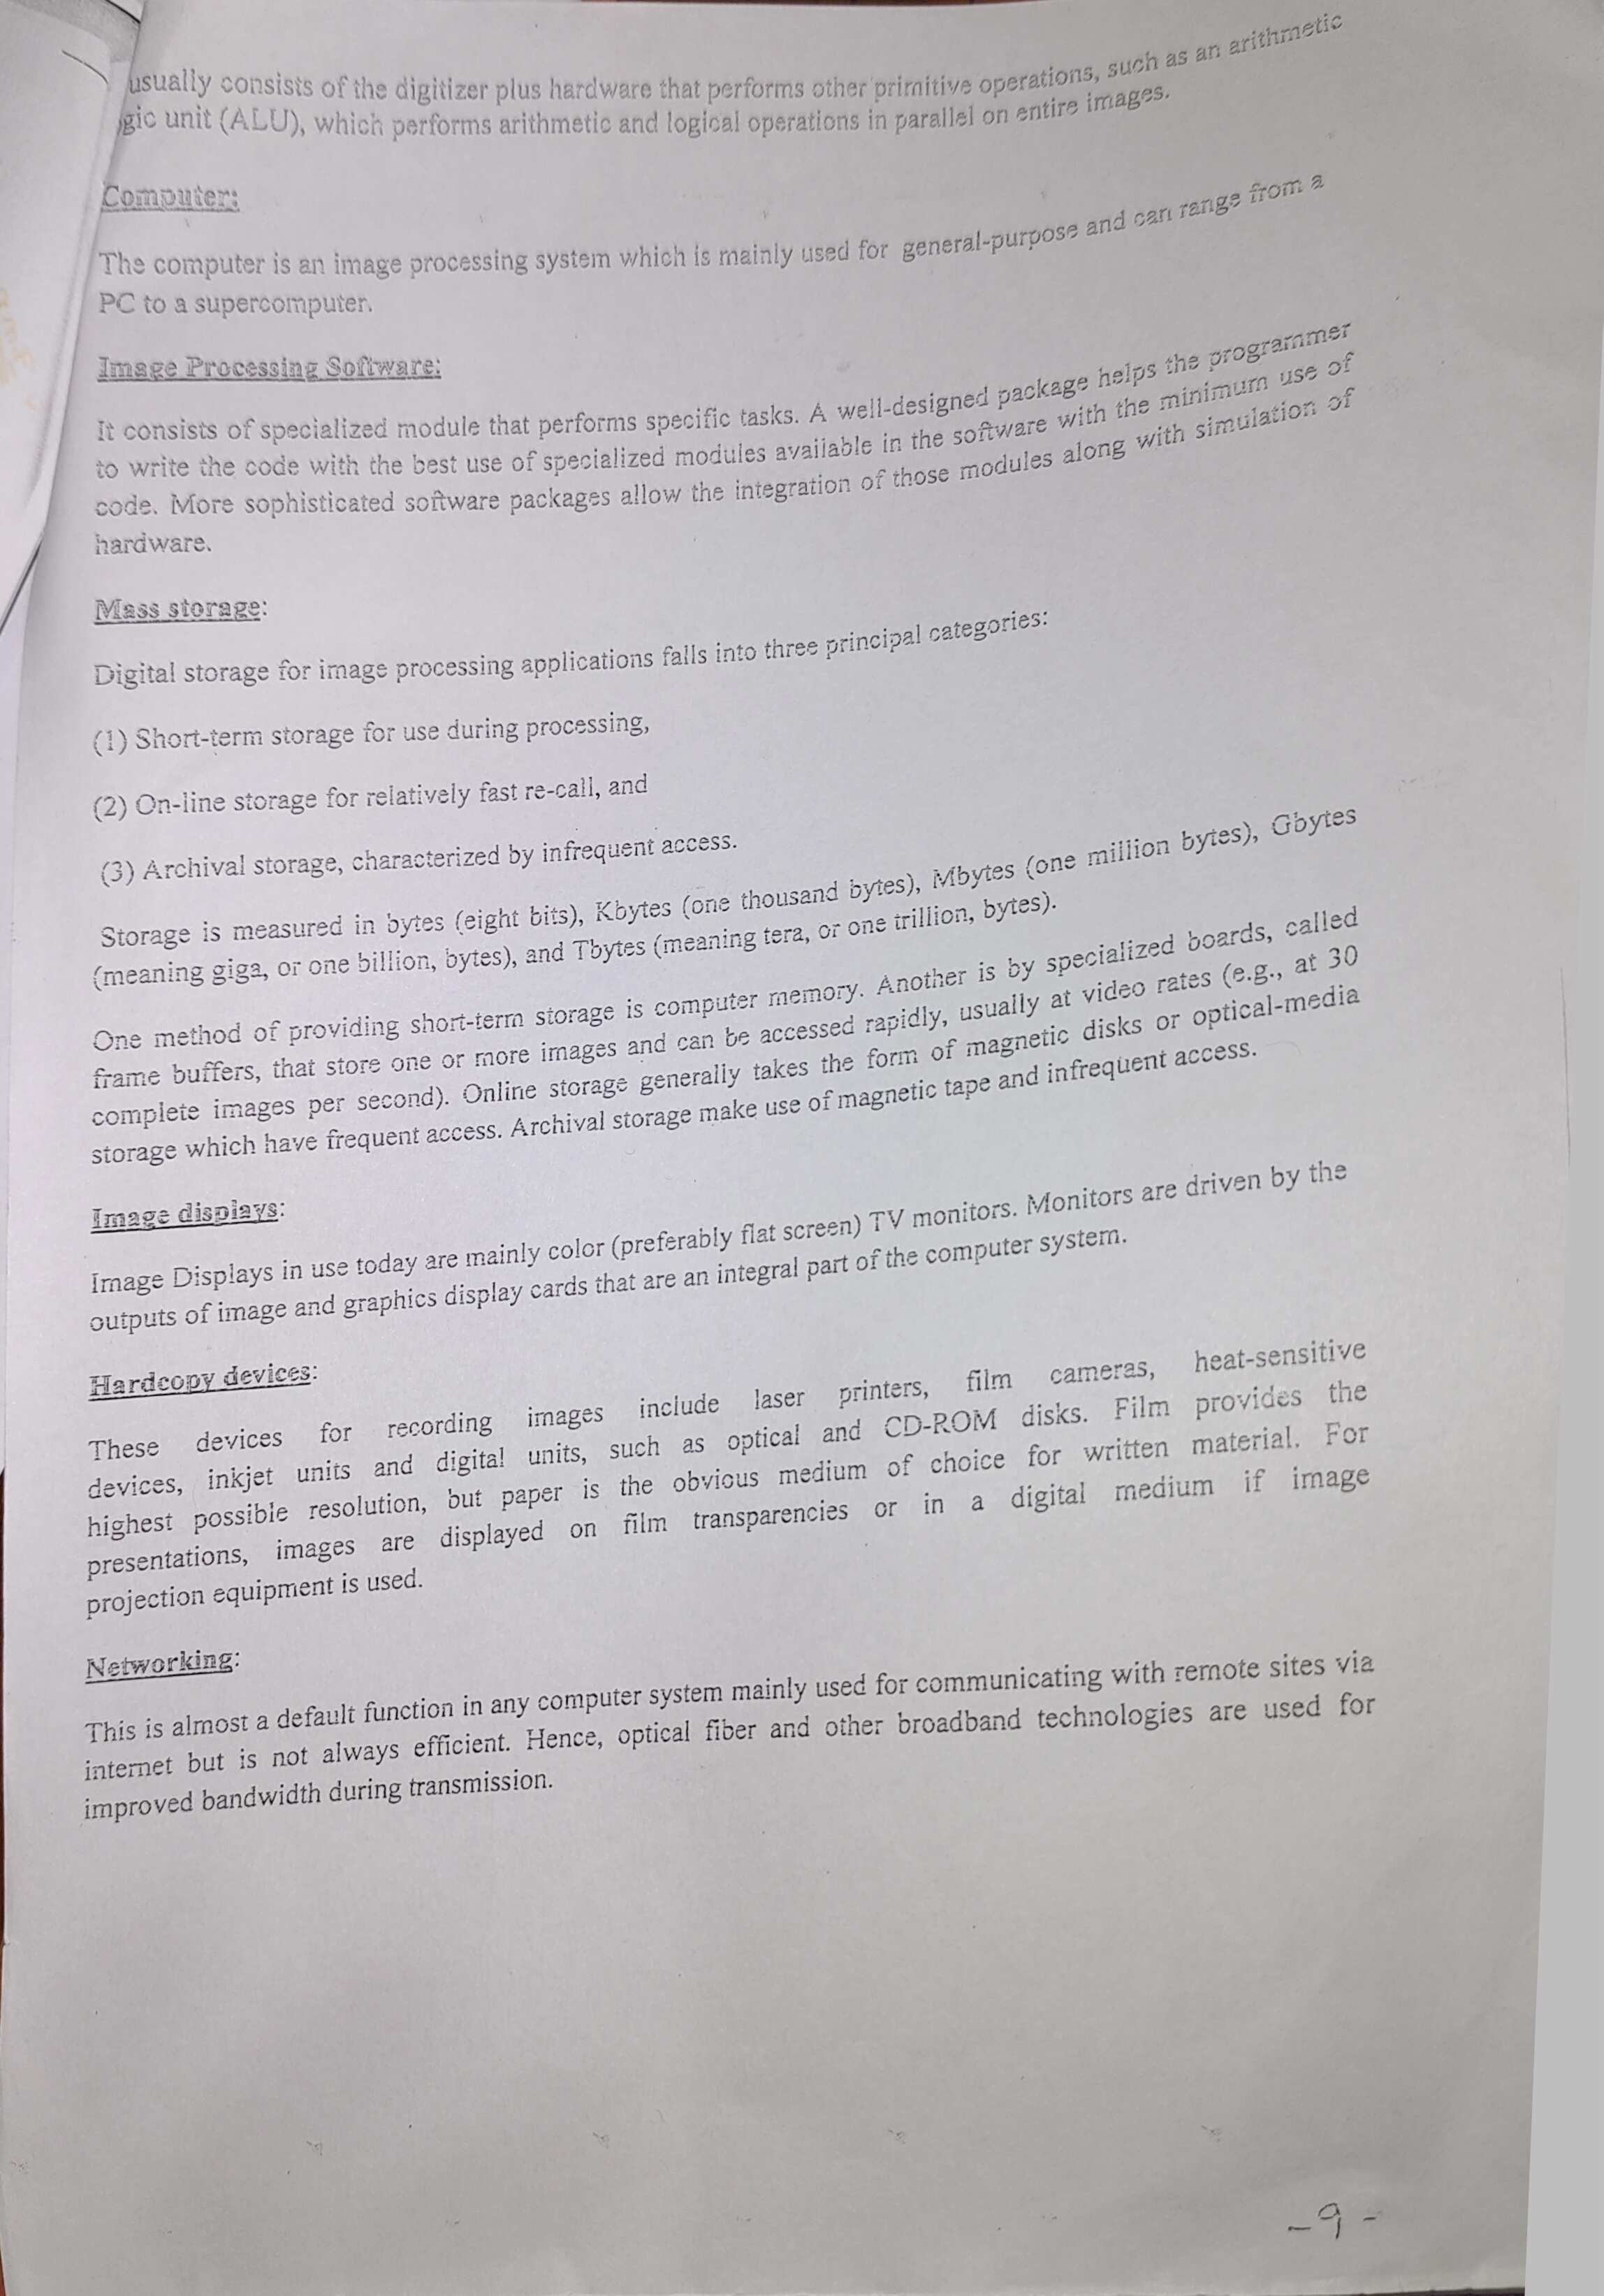 usually consists of the digitizer plus hardware that performs other primitive operations, such as an arithmetic
gic unit (ALU), which performs arithmetic and logical operations in parallel on entire images.
Computer:
The computer is an image processing system which is mainly used for general-purpose and can range from a
PC to a supercomputer.
Image Processing Software:
It consists of specialized module that performs specific tasks. A well-designed package helps the programmer
to write the code with the best use of specialized modules available in the software with the minimum use of
code. More sophisticated software packages allow the integration of those modules along with simulation of
hardware.
Mass storage:
Digital storage for image processing applications falls into three principal categories:
(1) Short-term storage for use during processing,
(2) On-line storage for relatively fast re-call, and
(3) Archival storage, characterized by infrequent access.
Storage is measured in bytes (eight bits), Kbytes (one thousand bytes), Mbytes (one million bytes), Gbytes
(meaning giga, or one billion, bytes), and Tbytes (meaning tera, or one trillion, bytes).
One method of providing short-term storage is computer memory. Another is by specialized boards, called
frame buffers, that store one or more images and can be accessed rapidly, usually at video rates (e.g., at 30
complete images per second). Online storage generally takes the form of magnetic disks or optical-media
storage which have frequent access. Archival storage make use of magnetic tape and infrequent access.
Image displays:
Image Displays in use today are mainly color (preferably flat screen) TV monitors. Monitors are driven by the
outputs of image and graphics display cards that are an integral part of the computer system.
Hardcopy devices:
These devices for recording images include laser printers, film cameras, heat-sensitive
devices, inkjet units and digital units, such as optical and CD-ROM disks. Film provides the
highest possible resolution, but paper is the obvious medium of choice for written material. For
presentations, images are displayed on film transparencies or in a digital medium if image
projection equipment is used.
Networking:
This is almost a default function in any computer system mainly used for communicating with remote sites via
internet but is not always efficient. Hence, optical fiber and other broadband technologies are used for
improved bandwidth during transmission.
-9-